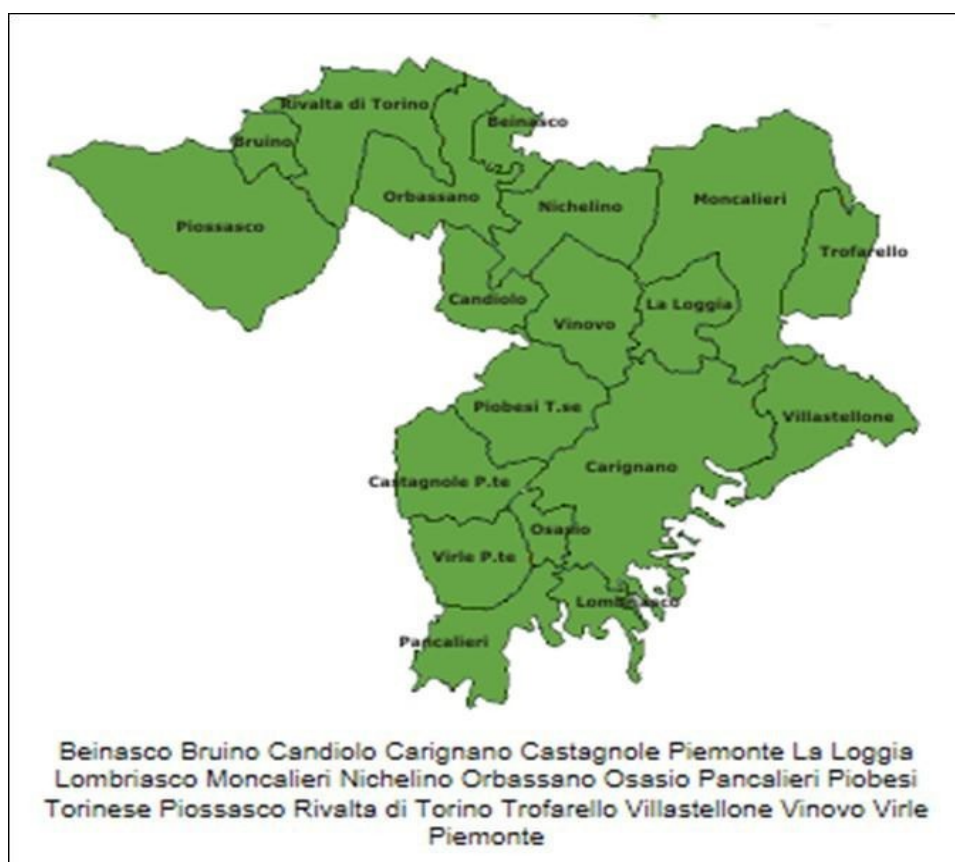 Rivalta di Torino
Beinasco
Bruino
Orbassano
Nichelino
Moncalieri
Piossasco
Trofarello
Candiolo
La Loggia
Vinovo
Piobesi T.se
Villastellone
Carignano
Castagnole P.te
Osasio
Virle P.te
Lombriasco
Pancalieri
Beinasco Bruino Candiolo Carignano Castagnole Piemonte La Loggia
Lombriasco Moncalieri Nichelino Orbassano Osasio Pancalieri Piobesi
Torinese Piossasco Rivalta di Torino Trofarello Villastellone Vinovo Virle
Piemonte